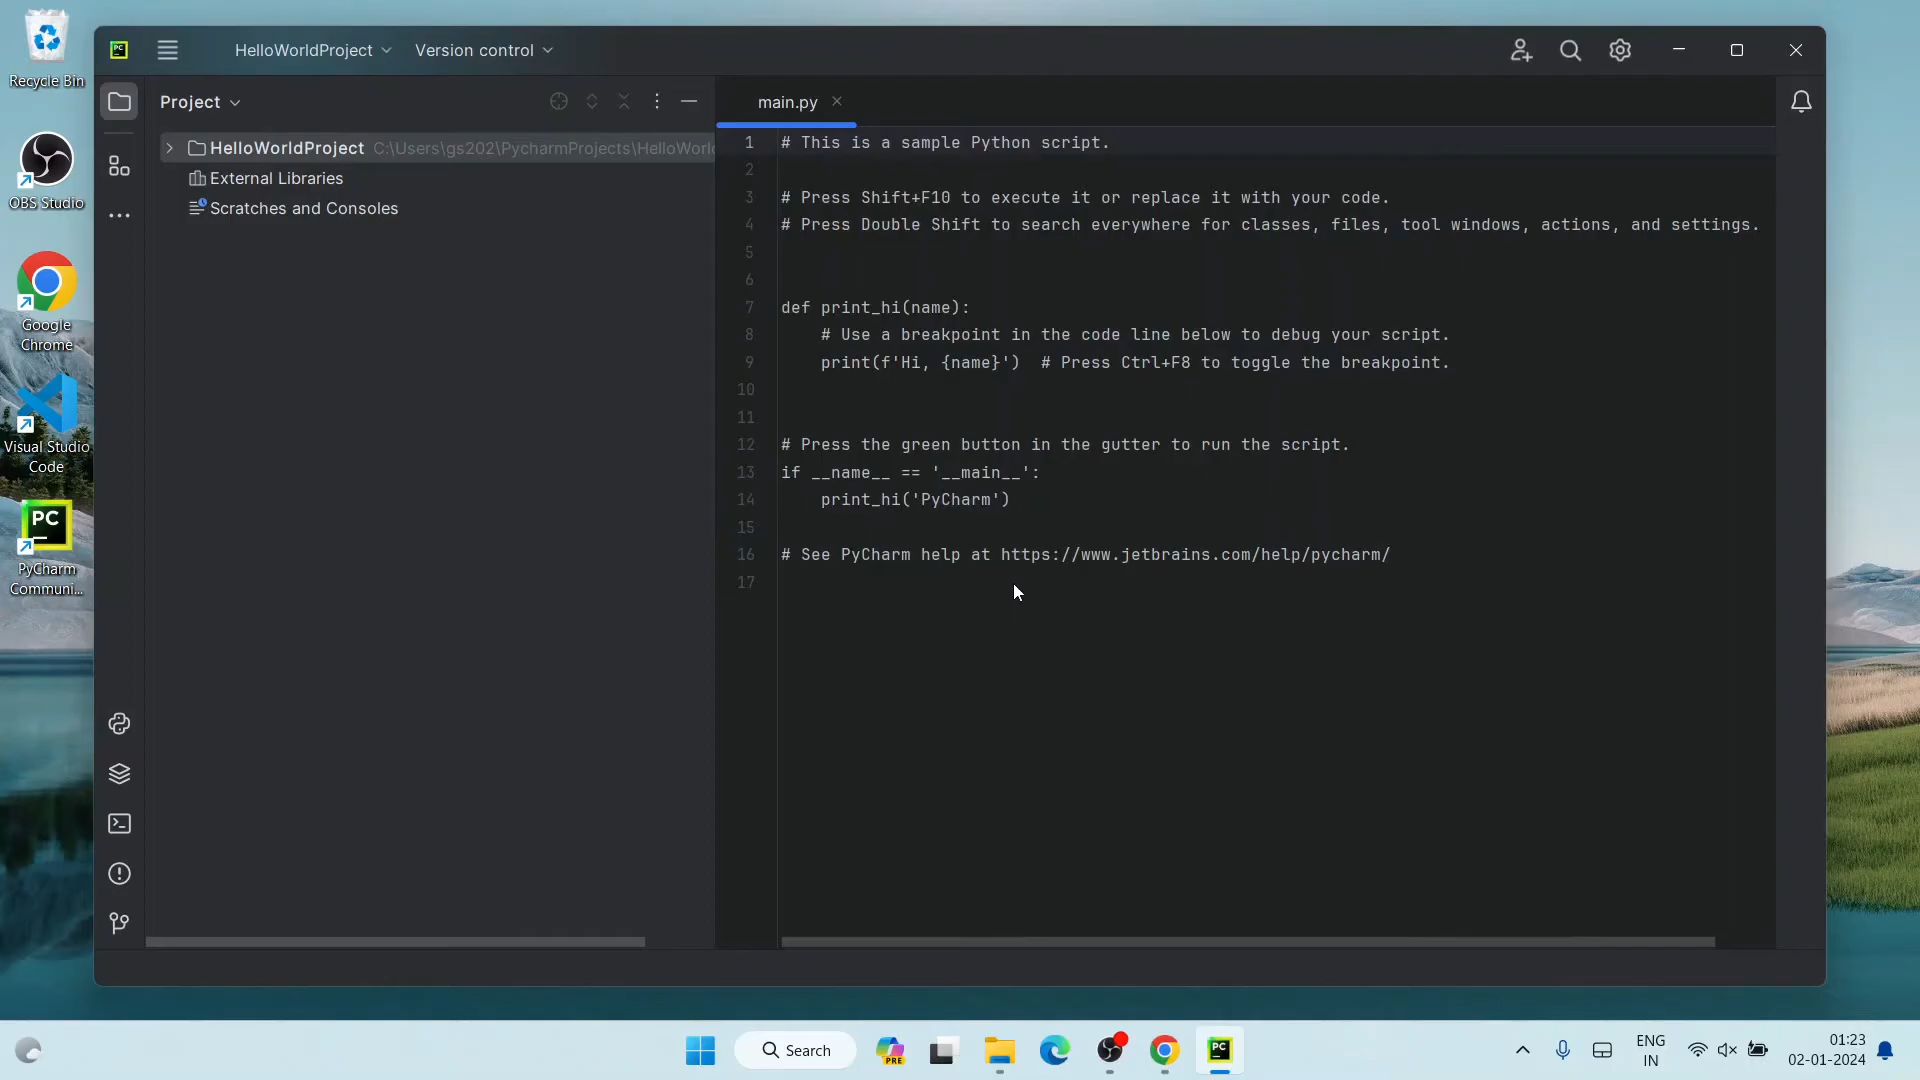 Recycle Bin
OBS Studio
Google
Chrome
Visual Studio
Code
PC
PyCharm
Communi...
PC
HelloWorldProject
Version control
Project
HelloWorldProject C:\Users\gs202\PycharmProjects\HelloWorl
External Libraries
Scratches and Consoles
main.py
1 # This is a sample Python script.
2
3 # Press Shift+F10 to execute it or replace it with your code.
4 # Press Double Shift to search everywhere for classes, files, tool windows, actions, and settings.
5
6
7 def print_hi(name):
8     # Use a breakpoint in the code line below to debug your script.
9     print(f'Hi, {name}')  # Press Ctrl+F8 to toggle the breakpoint.
10
11
12 # Press the green button in the gutter to run the script.
13 if __name__ == '__main__':
14     print_hi('PyCharm')
15
16 # See PyCharm help at https://www.jetbrains.com/help/pycharm/
17
Search
PRE
PC
ENG
IN
01:23
02-01-2024